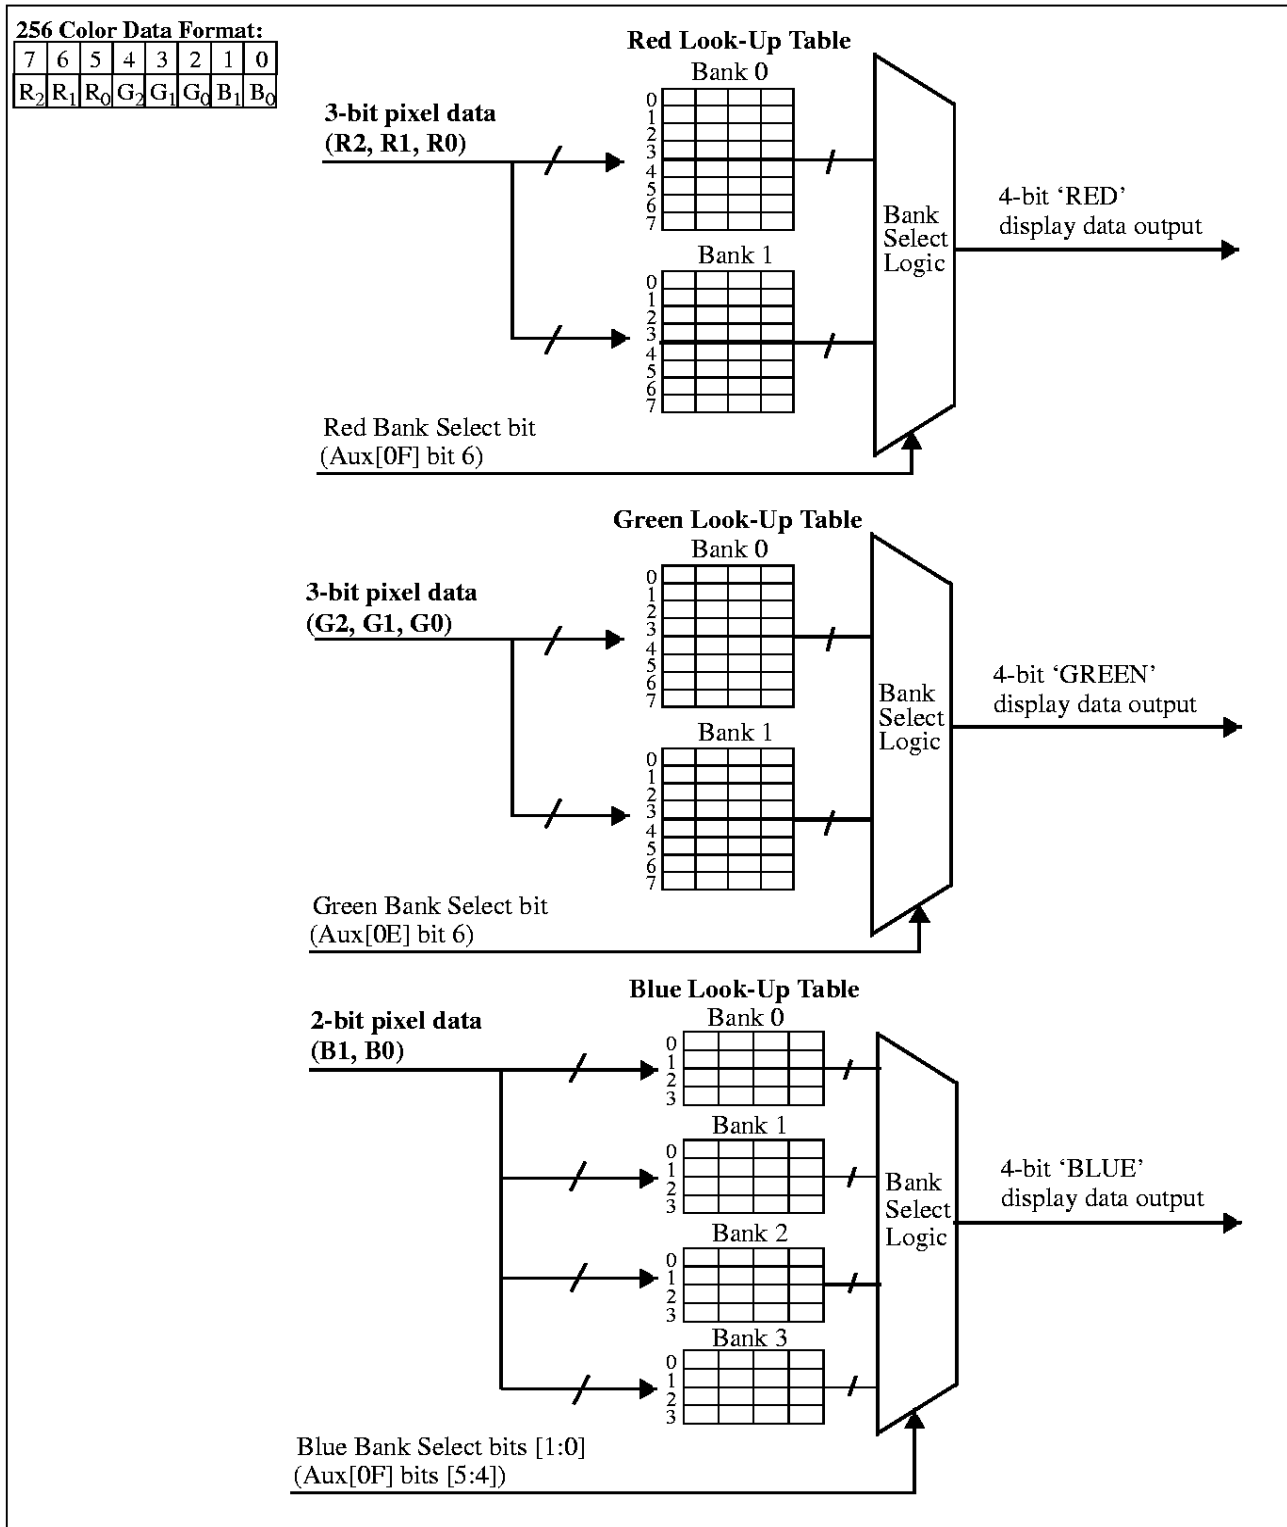 256 Color Data Format:
7 6 5 4 3 2 1 0
R2 R1 R0 G2 G1 G0 B1 B0
Red Look-Up Table
Bank 0
3-bit pixel data
(R2, R1, R0)
0
1
2
3
4
5
6
7
Bank 1
0
1
2
3
4
5
6
7
Bank
Select
Logic
4-bit ‘RED’
display data output
Red Bank Select bit
(Aux[0F] bit 6)
Green Look-Up Table
Bank 0
3-bit pixel data
(G2, G1, G0)
0
1
2
3
4
5
6
7
Bank 1
0
1
2
3
4
5
6
7
Bank
Select
Logic
4-bit ‘GREEN’
display data output
Green Bank Select bit
(Aux[0E] bit 6)
Blue Look-Up Table
Bank 0
2-bit pixel data
(B1, B0)
0
1
2
3
Bank 1
0
1
2
3
Bank 2
0
1
2
3
Bank 3
0
1
2
3
Bank
Select
Logic
4-bit ‘BLUE’
display data output
Blue Bank Select bits [1:0]
(Aux[0F] bits [5:4])